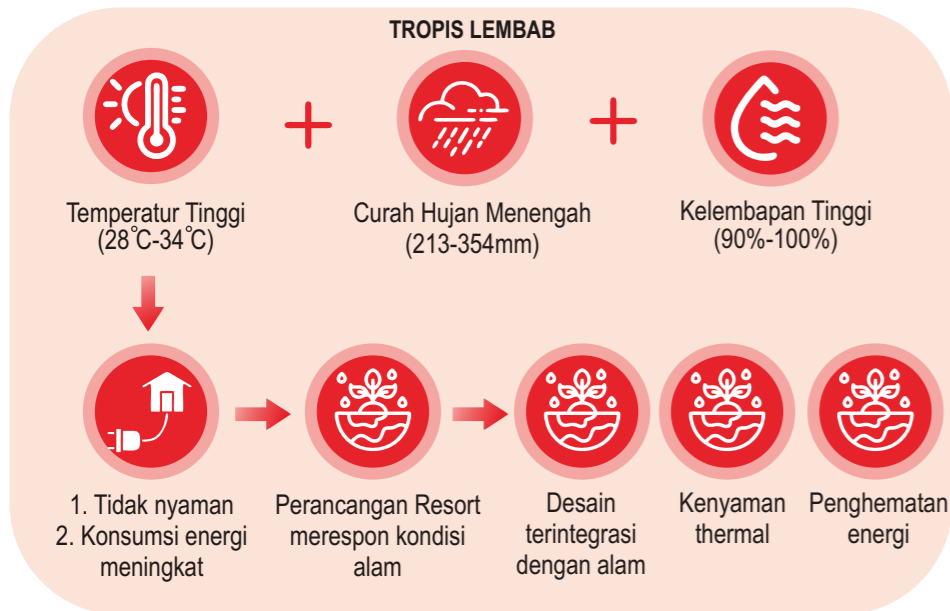 TROPIS LEMBAB
Temperatur Tinggi
(28°C-34°C)
Curah Hujan Menengah
(213-354mm)
Kelembapan Tinggi
(90%-100%)
1. Tidak nyaman
2. Konsumsi energi
meningkat
Perancangan Resort
merespon kondisi
alam
Desain
terintegrasi
dengan alam
Kenyaman
thermal
Penghematan
energi